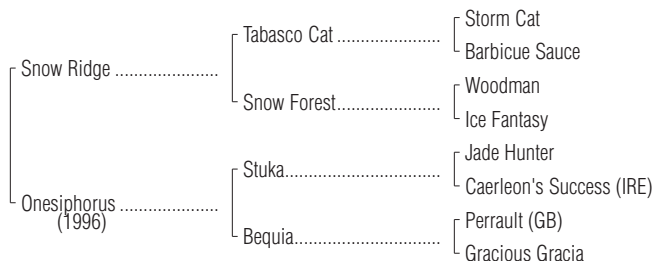 Storm Cat
Tabasco Cat ........................
Barbicue Sauce
Snow Ridge ........................
Woodman
Snow Forest........................
Ice Fantasy
Jade Hunter
Stuka....................................
Caerleon's Success (IRE)
Onesiphorus .......................
(1996)
Perrault (GB)
Bequia..................................
Gracious Gracia